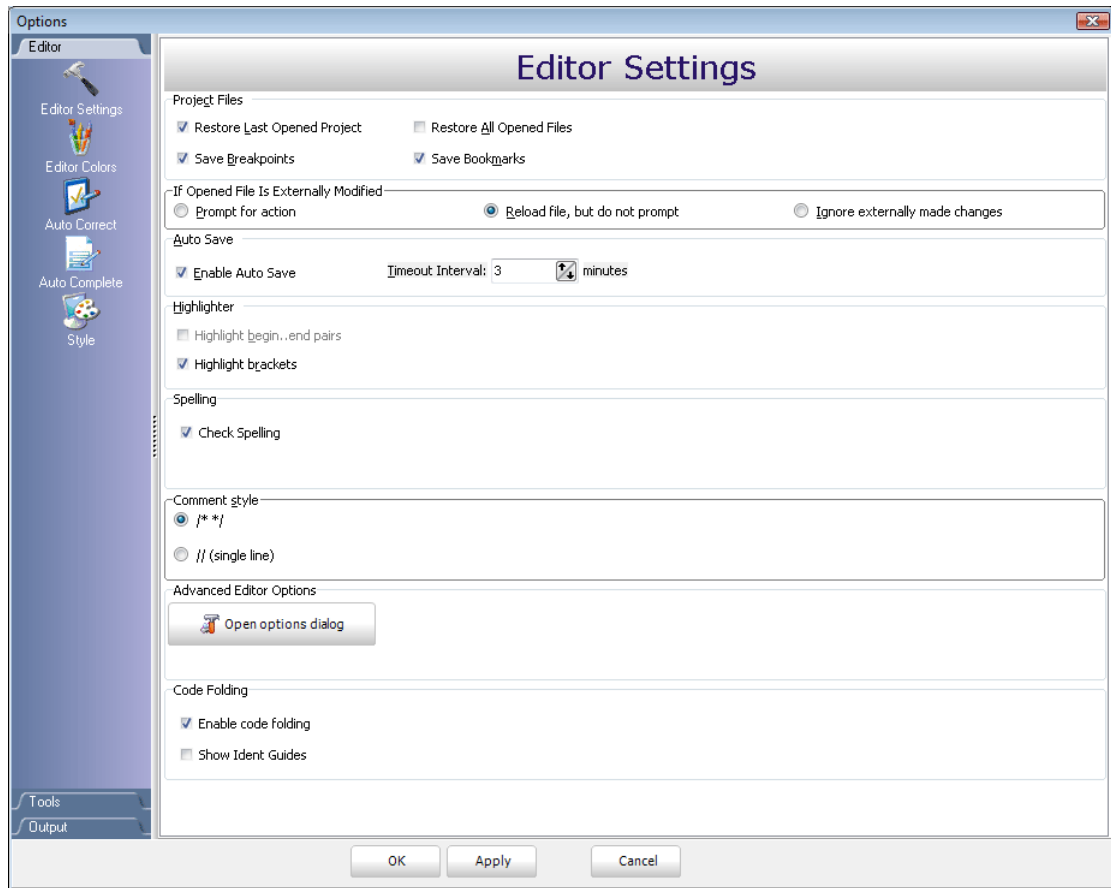 Options
Editor
Editor Settings
Editor Colors
Auto Correct
Auto Complete
Style
Tools
Output
Editor Settings
Project Files
Restore Last Opened Project Restore All Opened Files
Save Breakpoints Save Bookmarks
If Opened File Is Externally Modified
Prompt for action Reload file, but do not prompt Ignore externally made changes
Auto Save
Enable Auto Save Timeout Interval: 3 minutes
Highlighter
Highlight begin..end pairs
Highlight brackets
Spelling
Check Spelling
Comment style
/* */
// (single line)
Advanced Editor Options
Open options dialog
Code Folding
Enable code folding
Show Ident Guides
OK Apply Cancel